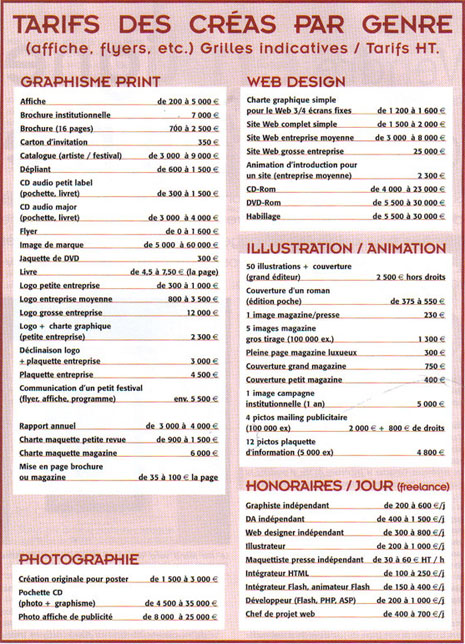 TARIFS DES CRÉAS PAR GENRE
(affiche, flyers, etc.) Grilles indicatives / Tarifs HT.
GRAPHISME PRINT
Affiche de 200 à 5 000 €
Brochure institutionnelle 7 000 €
Brochure (16 pages) 700 à 2 500 €
Carton d'invitation 350 €
Catalogue (artiste / festival) de 3 000 à 9 000 €
Dépliant de 600 à 1 500 €
CD audio petit label
(pochette, livret) de 300 à 1 500 €
CD audio major
(pochette, livret) de 3 000 à 4 000 €
Flyer de 0 à 1 600 €
Image de marque de 5 000 à 60 000 €
Jaquette de DVD 300 €
Livre de 4,5 à 7,50 € (la page)
Logo petite entreprise de 300 à 1 000 €
Logo entreprise moyenne 800 à 3 500 €
Logo grosse entreprise 12 000 €
Logo + charte graphique
(petite entreprise) 2 300 €
Déclinaison logo
+ plaquette entreprise 3 000 €
Plaquette entreprise 4 500 €
Communication d'un petit festival
(flyer, affiche, programme) env. 5 500 €
Rapport annuel de 3 000 à 4 000 €
Charte maquette petite revue de 900 à 1 500 €
Charte maquette magazine 6 000 €
Mise en page brochure
ou magazine de 35 à 100 € la page
PHOTOGRAPHIE
Création originale pour poster de 1 500 à 3 000 €
Pochette CD
(photo + graphisme) de 4 500 à 35 000 €
Photo affiche de publicité de 8 000 à 25 000 €
WEB DESIGN
Charte graphique simple
pour le Web 3/4 écrans fixes de 1 200 à 1 600 €
Site Web complet simple de 1 500 à 2 000 €
Site Web entreprise moyenne de 3 000 à 8 000 €
Site Web grosse entreprise 25 000 €
Animation d'introduction pour
un site (entreprise moyenne) 2 300 €
CD-Rom de 4 000 à 23 000 €
DVD-Rom de 5 500 à 30 000 €
Habillage de 5 500 à 30 000 €
ILLUSTRATION / ANIMATION
50 illustrations + couverture
(grand éditeur) 2 500 € hors droits
Couverture d'un roman
(édition poche) de 375 à 550 €
1 image magazine/presse 230 €
5 images magazine
gros tirage (100 000 ex.) 1 300 €
Pleine page magazine luxueux 300 €
Couverture grand magazine 750 €
Couverture petit magazine 400 €
1 image campagne
institutionnelle (1 an) 5 000 €
4 pictos mailing publicitaire
(100 000 ex) 2 000 € + 800 € de droits
12 pictos plaquette
d'information (5 000 ex) 4 800 €
HONORAIRES / JOUR (freelance)
Graphiste indépendant de 200 à 600 €/j
DA indépendant de 400 à 1 500 €/j
Web designer indépendant de 300 à 800 €/j
Illustrateur de 200 à 1 000 €/j
Maquettiste presse indépendant de 30 à 60 € HT / h
Intégrateur HTML de 100 à 250 €/j
Intégrateur Flash, animateur Flash de 150 à 400 €/j
Développeur (Flash, PHP, ASP) de 200 à 1 000 €/j
Chef de projet web de 400 à 700 €/j